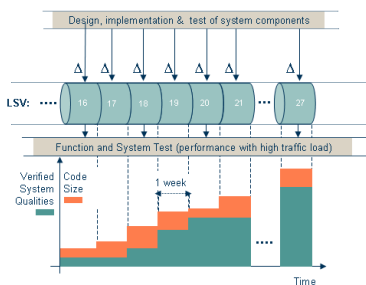 Design, implementation & test of system components
Δ Δ Δ Δ Δ Δ Δ
LSV: •••• 16 17 18 19 20 21 ••• 27
Function and System Test (performance with high traffic load)
Verified System Qualities
Code Size
1 week
••••
Time